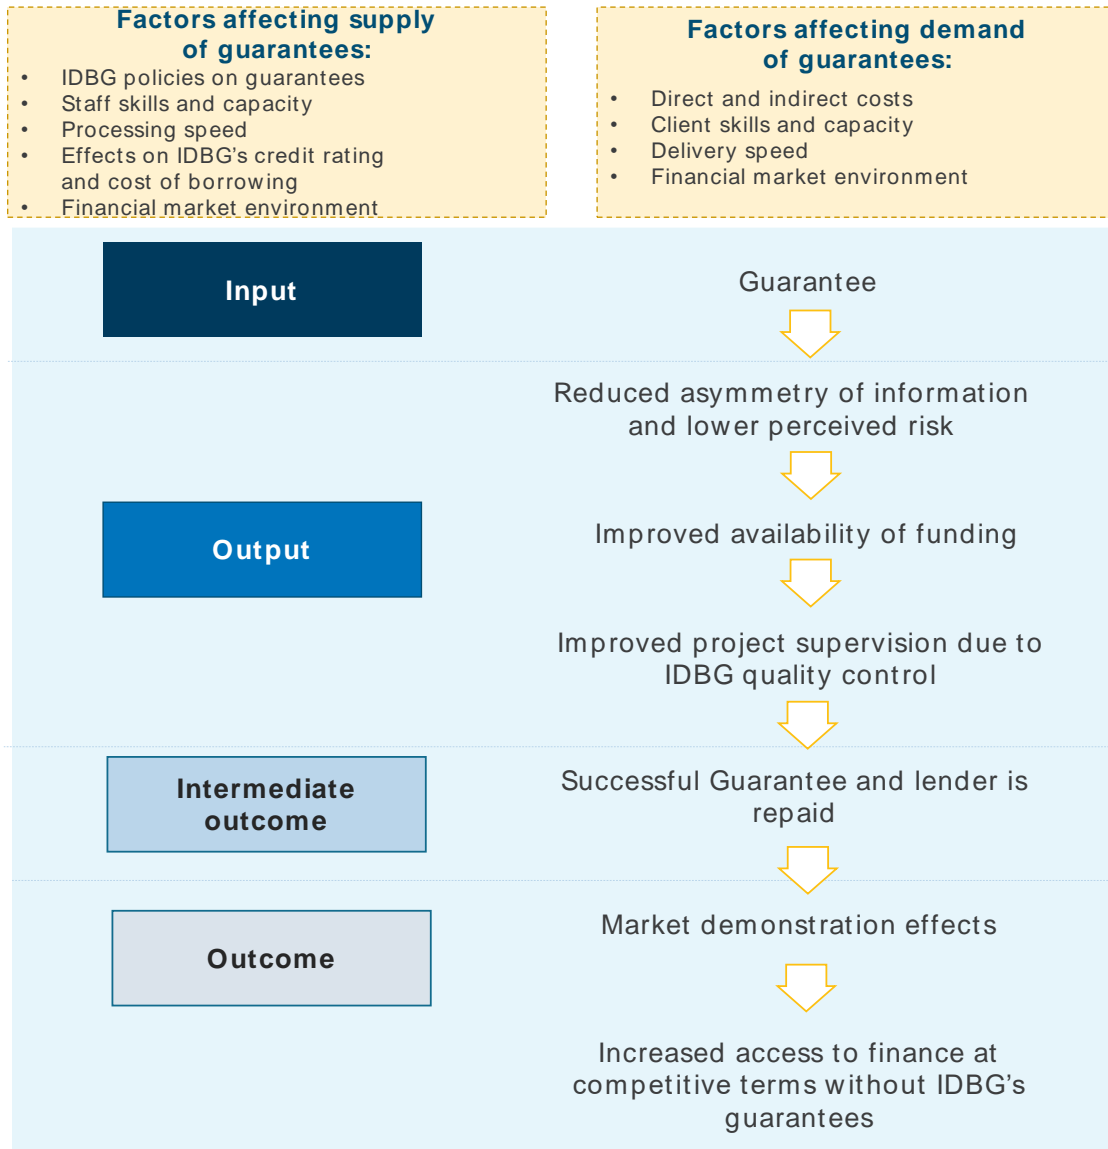 Factors affecting supply
of guarantees:
• IDBG policies on guarantees
• Staff skills and capacity
• Processing speed
• Effects on IDBG's credit rating
and cost of borrowing
• Financial market environment
Factors affecting demand
of guarantees:
• Direct and indirect costs
• Client skills and capacity
• Delivery speed
• Financial market environment
Input
Guarantee
Reduced asymmetry of information
and lower perceived risk
Output
Improved availability of funding
Improved project supervision due to
IDBG quality control
Intermediate
outcome
Successful Guarantee and lender is
repaid
Outcome
Market demonstration effects
Increased access to finance at
competitive terms without IDBG's
guarantees